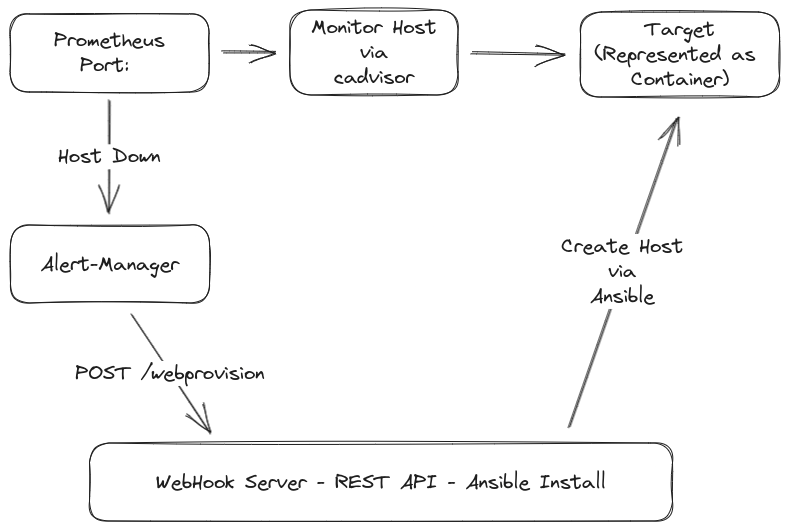 Prometheus
Port:
Monitor Host
via
cadvisor
Target
(Represented as
Container)
Host Down
Alert-Manager
Create Host
via
Ansible
POST /webprovision
WebHook Server - REST API - Ansible Install